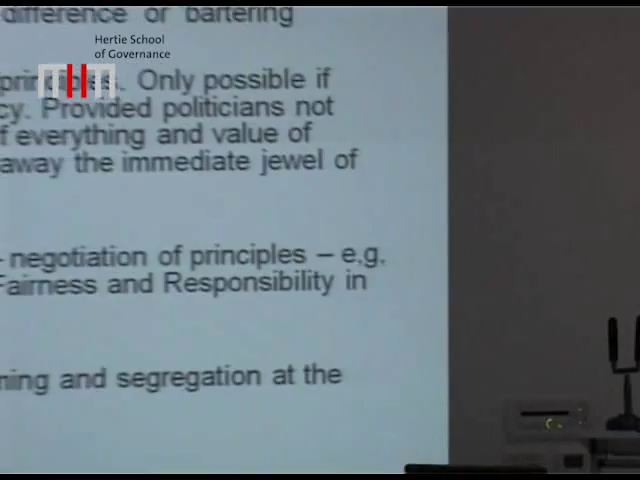 difference or bartering
Hertie School
of Governance
principles. Only possible if
cy. Provided politicians not
f everything and value of
away the immediate jewel of
- negotiation of principles – e.g.
Fairness and Responsibility in
ning and segregation at the